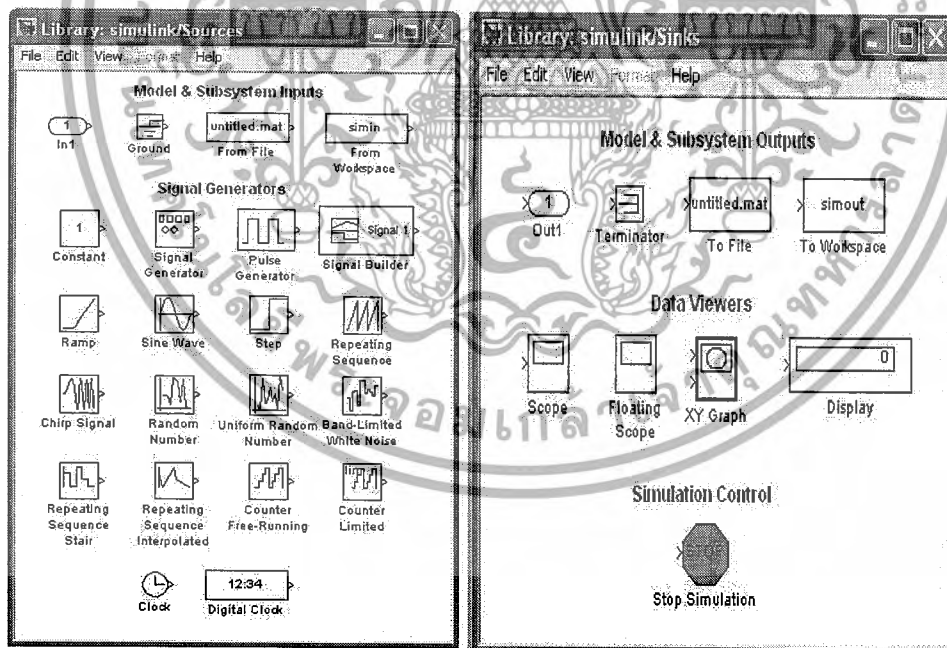 Library: simulink/Sources
File Edit View Format Help
Model & Subsystem Inputs
1
In1
Ground
untitled.mat
From File
simin
From
Workspace
Signal Generators
1
Constant
Signal
Generator
Pulse
Generator
Signal 1
Signal Builder
Ramp
Sine Wave
Step
Repeating
Sequence
Chirp Signal
Random
Number
Uniform Random
Number
Band-Limited
White Noise
Repeating
Sequence
Stair
Repeating
Sequence
Interpolated
Counter
Free-Running
Counter
Limited
Clock
12:34
Digital Clock
Library: simulink/Sinks
File Edit View Format Help
Model & Subsystem Outputs
1
Out1
Terminator
untitled.mat
To File
simout
To Workspace
Data Viewers
Scope
Floating
Scope
XY Graph
0
Display
Simulation Control
STOP
Stop Simulation